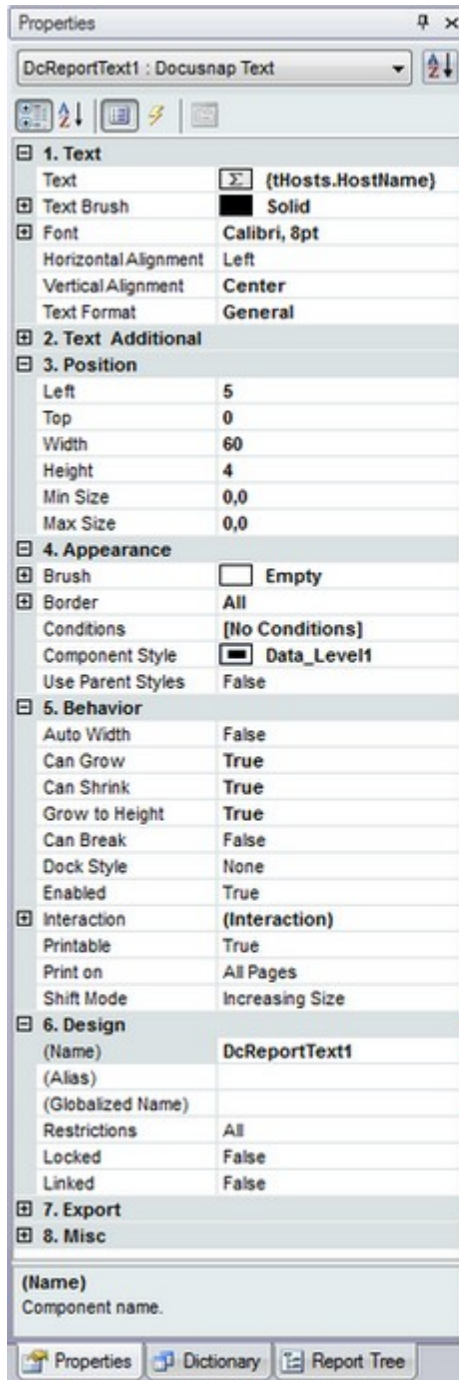 Properties
DcReportText1 : Docusnap Text
1. Text
Text Σ {tHosts.HostName}
Text Brush Solid
Font Calibri, 8pt
Horizontal Alignment Left
Vertical Alignment Center
Text Format General
2. Text Additional
3. Position
Left 5
Top 0
Width 60
Height 4
Min Size 0,0
Max Size 0,0
4. Appearance
Brush Empty
Border All
Conditions [No Conditions]
Component Style Data_Level1
Use Parent Styles False
5. Behavior
Auto Width False
Can Grow True
Can Shrink True
Grow to Height True
Can Break False
Dock Style None
Enabled True
Interaction (Interaction)
Printable True
Print on All Pages
Shift Mode Increasing Size
6. Design
(Name) DcReportText1
(Alias)
(Globalized Name)
Restrictions All
Locked False
Linked False
7. Export
8. Misc
(Name)
Component name.
Properties Dictionary Report Tree